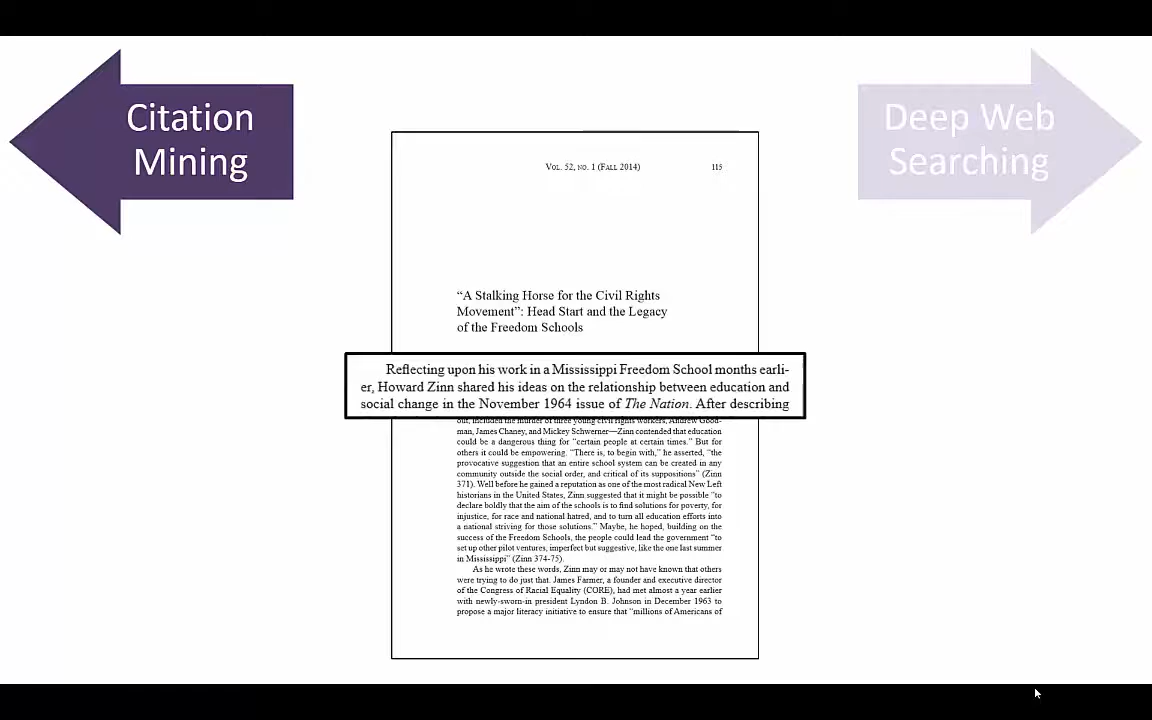 Citation
Mining
Deep Web
Searching
VOL. 52, NO. 1 (FALL 2014) 115
“A Stalking Horse for the Civil Rights
Movement”: Head Start and the Legacy
of the Freedom Schools
Reflecting upon his work in a Mississippi Freedom School months earli-
er, Howard Zinn shared his ideas on the relationship between education and
social change in the November 1964 issue of The Nation. After describing
out, included the murder of three young civil rights workers, Andrew Good-
man, James Chaney, and Mickey Schwerner—Zinn contended that education
could be a dangerous thing for “certain people at certain times.” But for
others it could be empowering. “There is, to begin with,” he asserted, “the
provocative suggestion that an entire school system can be created in any
community outside the social order, and critical of its suppositions” (Zinn
371). Well before he gained a reputation as one of the most radical New Left
historians in the United States, Zinn suggested that it might be possible “to
declare boldly that the aim of the schools is to find solutions for poverty, for
injustice, for race and national hatred, and to turn all education efforts into
a national striving for those solutions.” Maybe, he hoped, building on the
success of the Freedom Schools, the people could lead the government “to
set up other pilot ventures, imperfect but suggestive, like the one last summer
in Mississippi” (Zinn 374-75).
As he wrote these words, Zinn may or may not have known that others
were trying to do just that. James Farmer, a founder and executive director
of the Congress of Racial Equality (CORE), had met almost a year earlier
with newly-sworn-in president Lyndon B. Johnson in December 1963 to
propose a major literacy initiative to ensure that “millions of Americans of